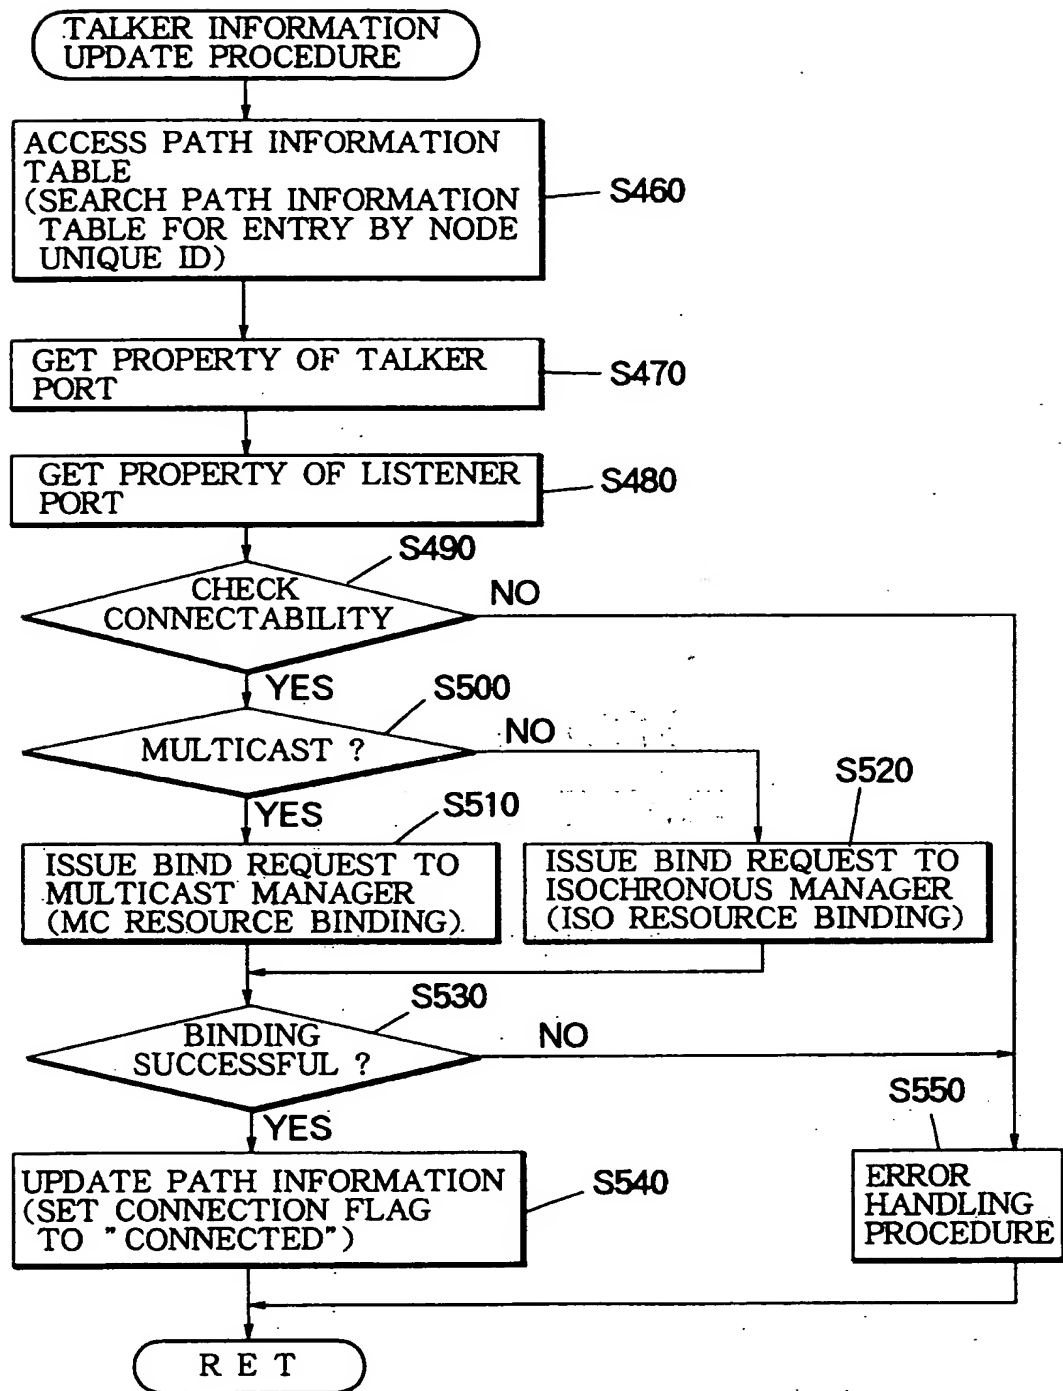 TALKER INFORMATION
UPDATE PROCEDURE
ACCESS PATH INFORMATION
TABLE
(SEARCH PATH INFORMATION
TABLE FOR ENTRY BY NODE
UNIQUE ID)
S460
GET PROPERTY OF TALKER
PORT
S470
GET PROPERTY OF LISTENER
PORT
S480
S490
CHECK
CONNECTABILITY
NO
YES
S500
MULTICAST ?
NO
YES
S510
S520
ISSUE BIND REQUEST TO
MULTICAST MANAGER
(MC RESOURCE BINDING).
ISSUE BIND REQUEST TO
ISOCHRONOUS MANAGER
(ISO RESOURCE BINDING)
S530
BINDING
SUCCESSFUL ?
NO
YES
S550
UPDATE PATH INFORMATION
(SET CONNECTION FLAG
TO "CONNECTED")
S540
ERROR
HANDLING
PROCEDURE
R E T